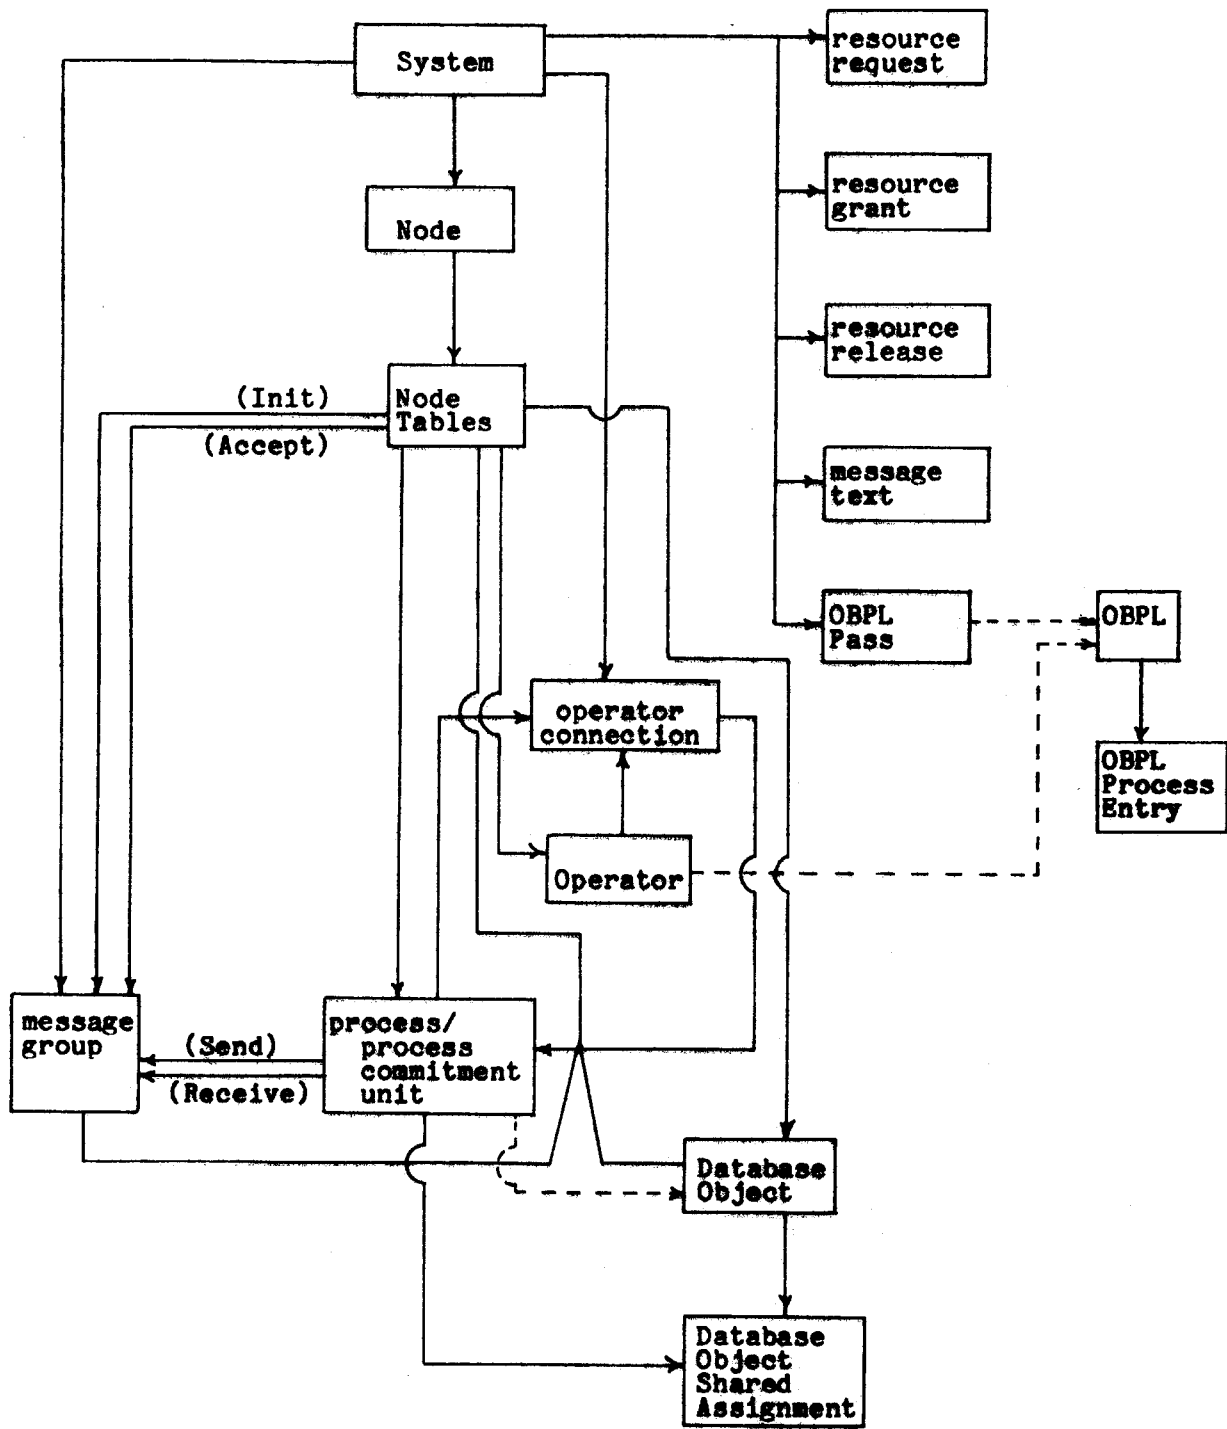 System
resource
request
resource
grant
Node
resource
release
(Init)
Node
Tables
(Accept)
message
text
OBPL
Pass
OBPL
operator
connection
OBPL
Process
Entry
Operator
message
group
(Send)
(Receive)
process/
process
commitment
unit
Database
Object
Database
Object
Shared
Assignment